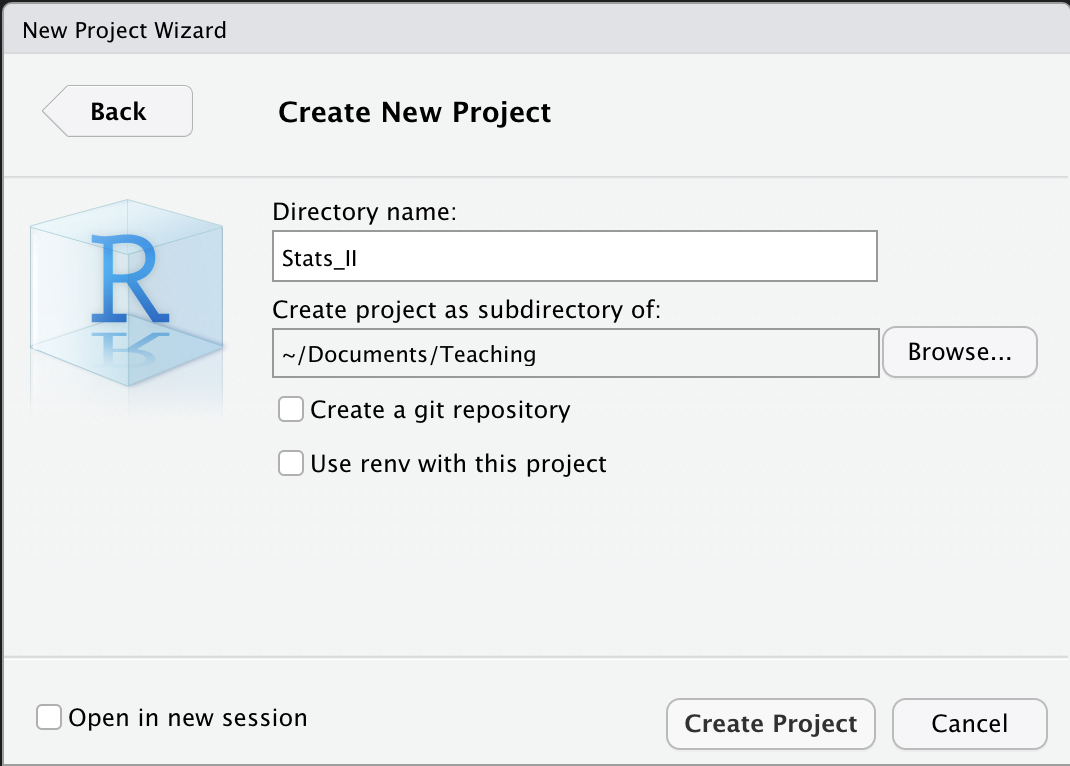 New Project Wizard
Back
Create New Project
R
Directory name:
Stats_II
Create project as subdirectory of:
~/Documents/Teaching
Browse...
Create a git repository
Use renv with this project
Open in new session
Create Project
Cancel